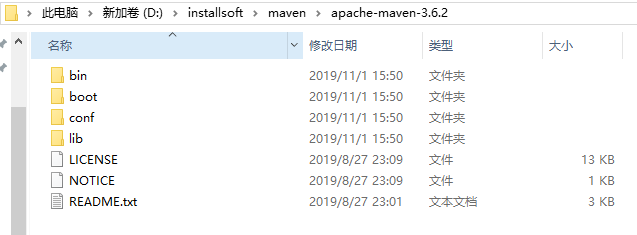 此电脑 > 新加卷 (D:) > installsoft > maven > apache-maven-3.6.2
名称 修改日期 类型 大小
bin 2019/11/1 15:50 文件夹
boot 2019/11/1 15:50 文件夹
conf 2019/11/1 15:50 文件夹
lib 2019/11/1 15:50 文件夹
LICENSE 2019/8/27 23:09 文件 13 KB
NOTICE 2019/8/27 23:09 文件 1 KB
README.txt 2019/8/27 23:01 文本文档 3 KB